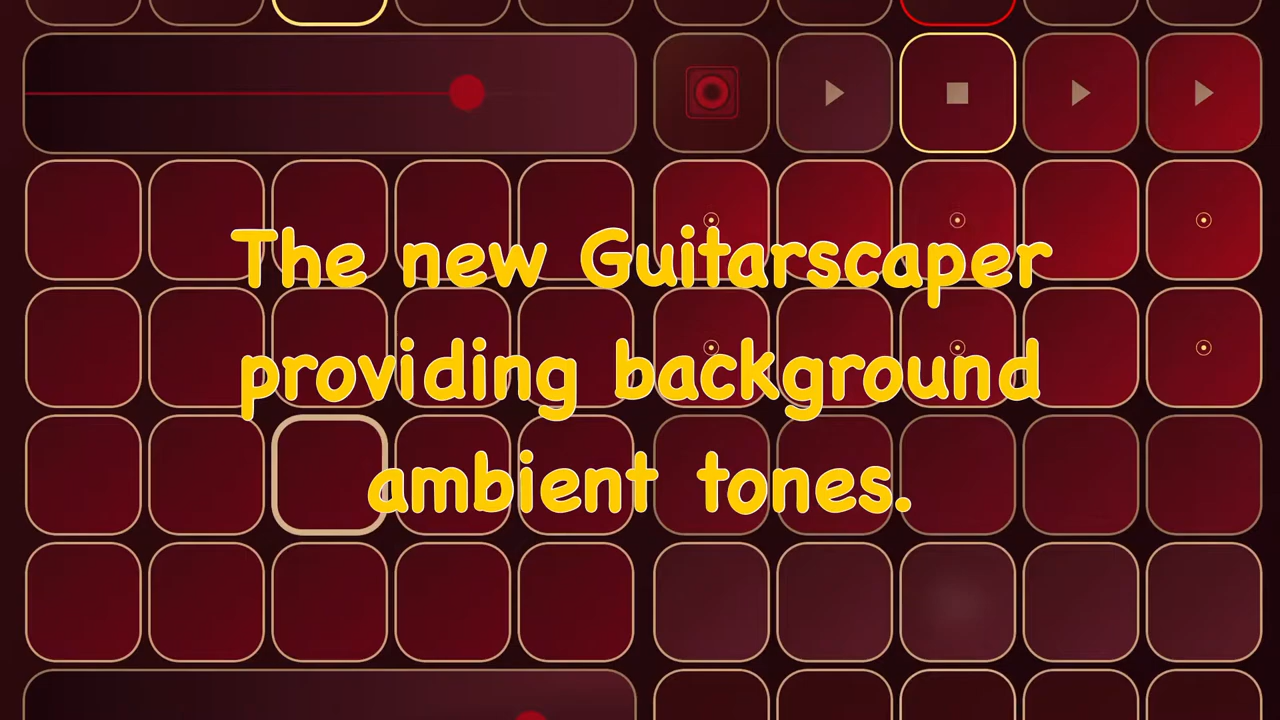 The new Guitarscaper
providing background
ambient tones.